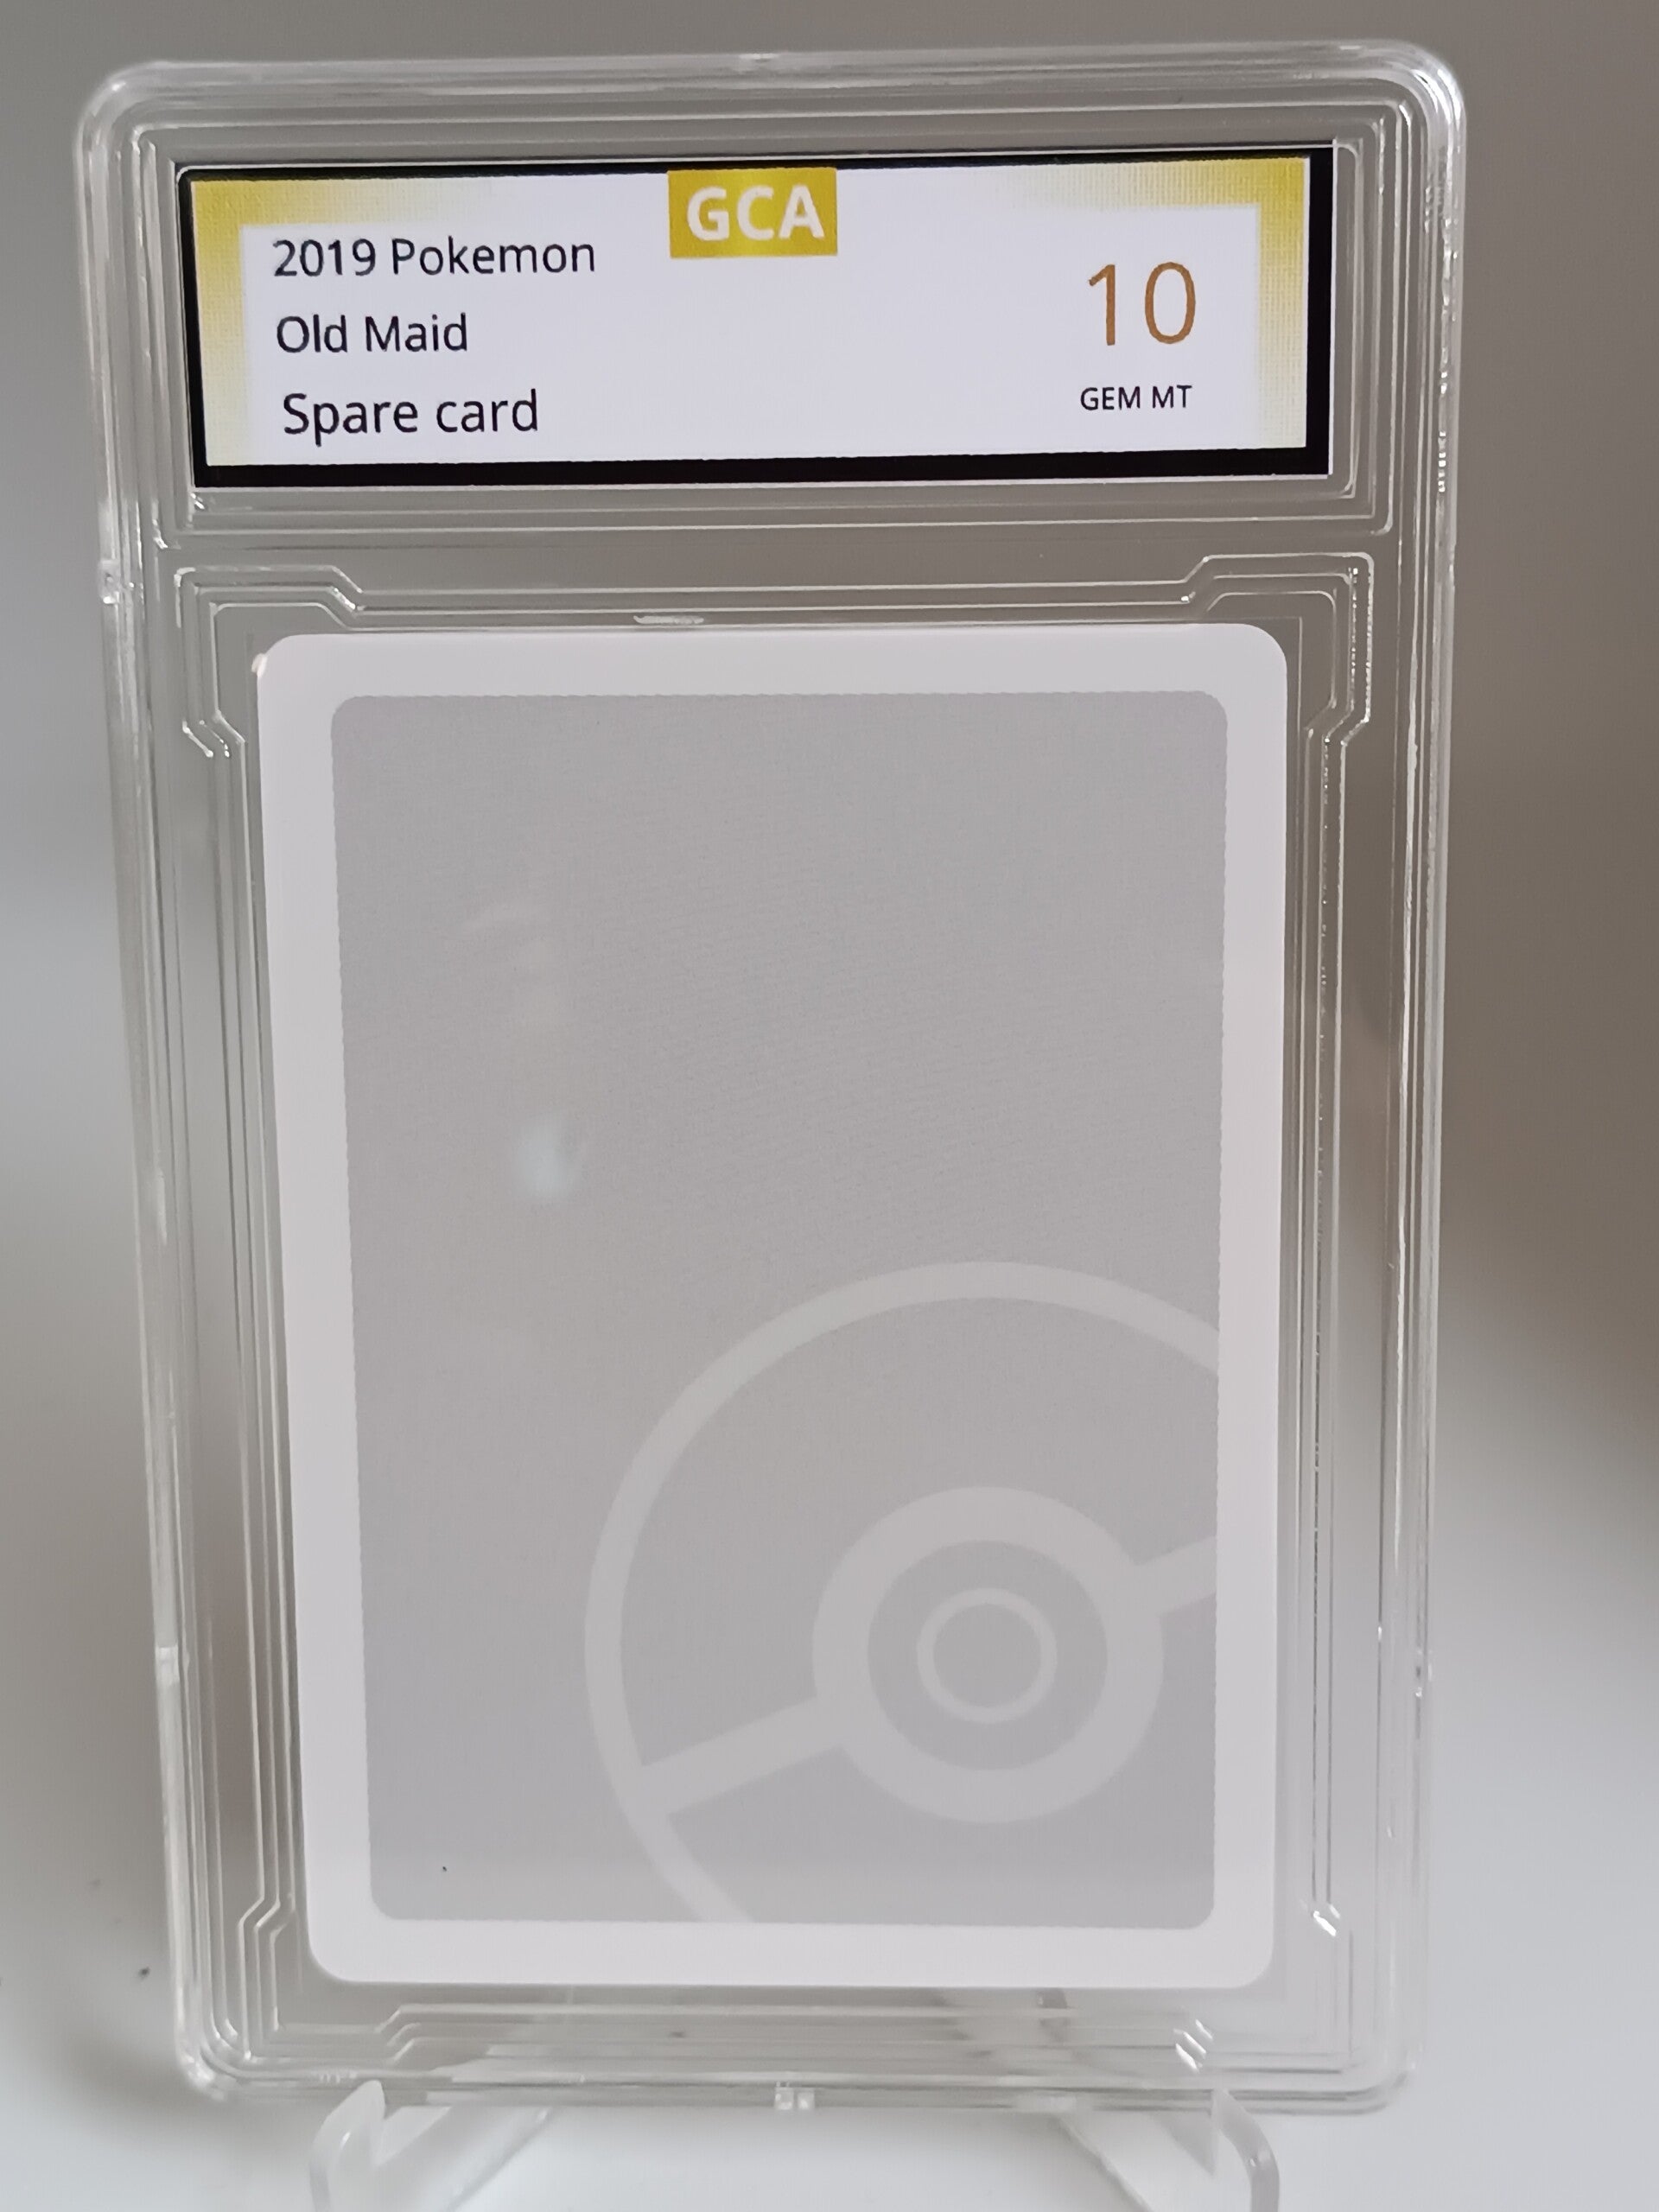 GCA
2019 Pokemon
Old Maid
Spare card
10
GEM MT